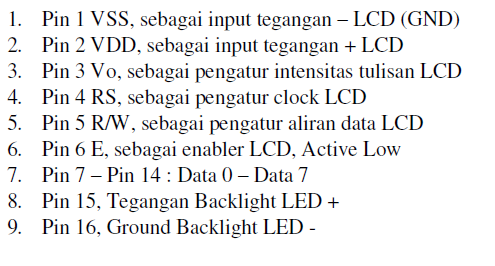 1. Pin 1 VSS, sebagai input tegangan – LCD (GND)
2. Pin 2 VDD, sebagai input tegangan + LCD
3. Pin 3 Vo, sebagai pengatur intensitas tulisan LCD
4. Pin 4 RS, sebagai pengatur clock LCD
5. Pin 5 R/W, sebagai pengatur aliran data LCD
6. Pin 6 E, sebagai enabler LCD, Active Low
7. Pin 7 – Pin 14 : Data 0 – Data 7
8. Pin 15, Tegangan Backlight LED +
9. Pin 16, Ground Backlight LED -